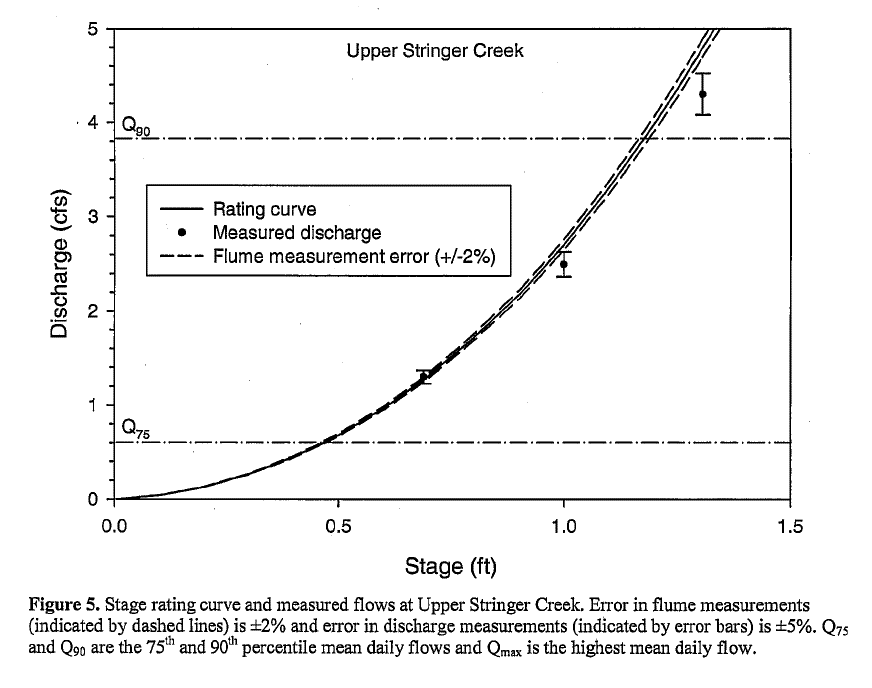 5
Upper Stringer Creek
4
Q90
Rating curve
3
Measured discharge
Flume measurement error (+/-2%)
Discharge (cfs)
2
1
Q75
0
0.0 0.5 1.0 1.5
Stage (ft)
Figure 5. Stage rating curve and measured flows at Upper Stringer Creek. Error in flume measurements
(indicated by dashed lines) is ±2% and error in discharge measurements (indicated by error bars) is ±5%. Q75
and Q90 are the 75th and 90th percentile mean daily flows and Qmax is the highest mean daily flow.